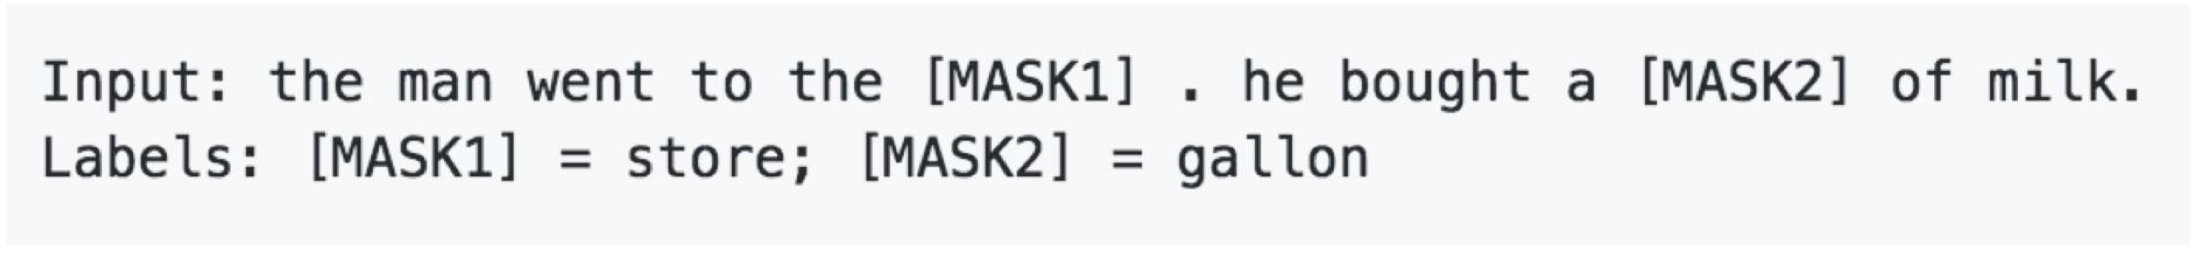 Input: the man went to the [MASK1] . he bought a [MASK2] of milk.
Labels: [MASK1] = store; [MASK2] = gallon